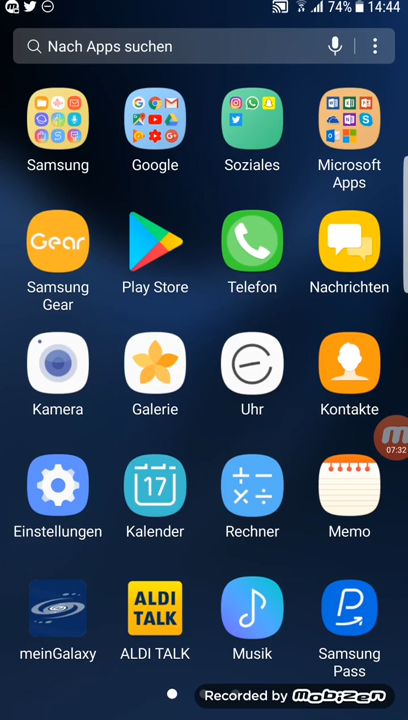 74% 14:44
Nach Apps suchen
Samsung
Google
Soziales
Microsoft
Apps
Gear
Samsung
Gear
Play Store
Telefon
Nachrichten
Kamera
Galerie
Uhr
Kontakte
07:32
17
Einstellungen
Kalender
Rechner
Memo
ALDI
TALK
meinGalaxy
ALDI TALK
Musik
Samsung
Pass
Recorded by Mobizen